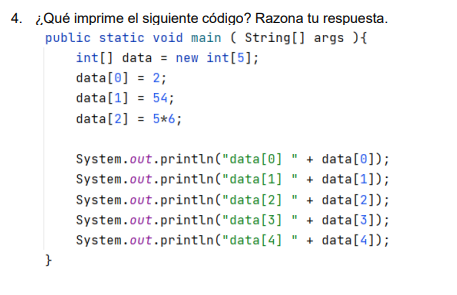 4. ¿Qué imprime el siguiente código? Razona tu respuesta.
public static void main ( String[] args ){
int[] data = new int[5];
data[0] = 2;
data[1] = 54;
data[2] = 5*6;
System.out.println("data[0] " + data[0]);
System.out.println("data[1] " + data[1]);
System.out.println("data[2] " + data[2]);
System.out.println("data[3] " + data[3]);
System.out.println("data[4] " + data[4]);
}